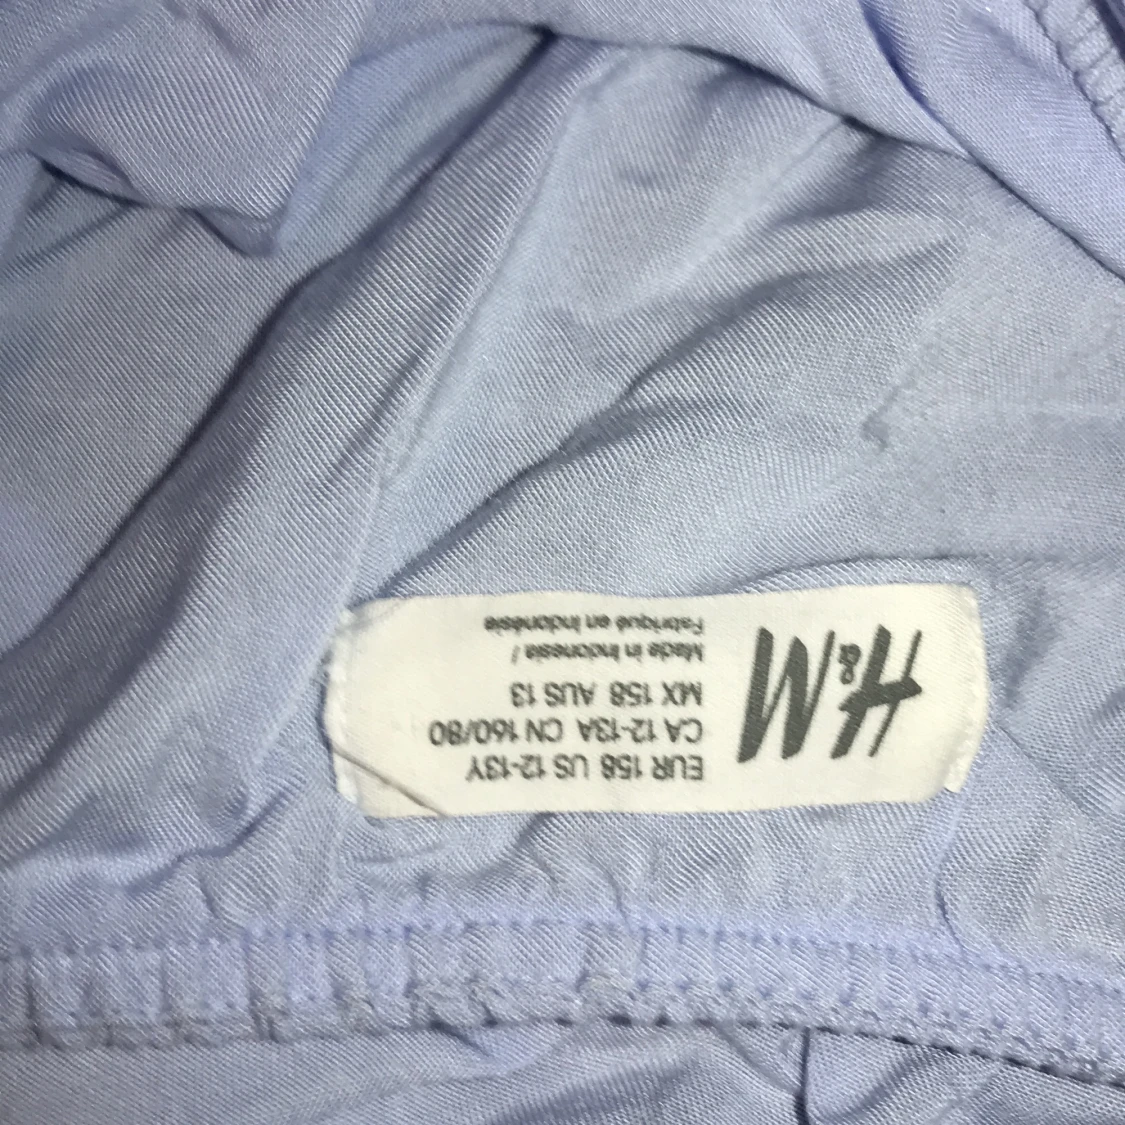 H&M
EUR 158 US 12-13Y
CA 12-13A CN 160/80
MX 158 AUS 13
Made in Indonesia /
Fabriqué en Indonésie